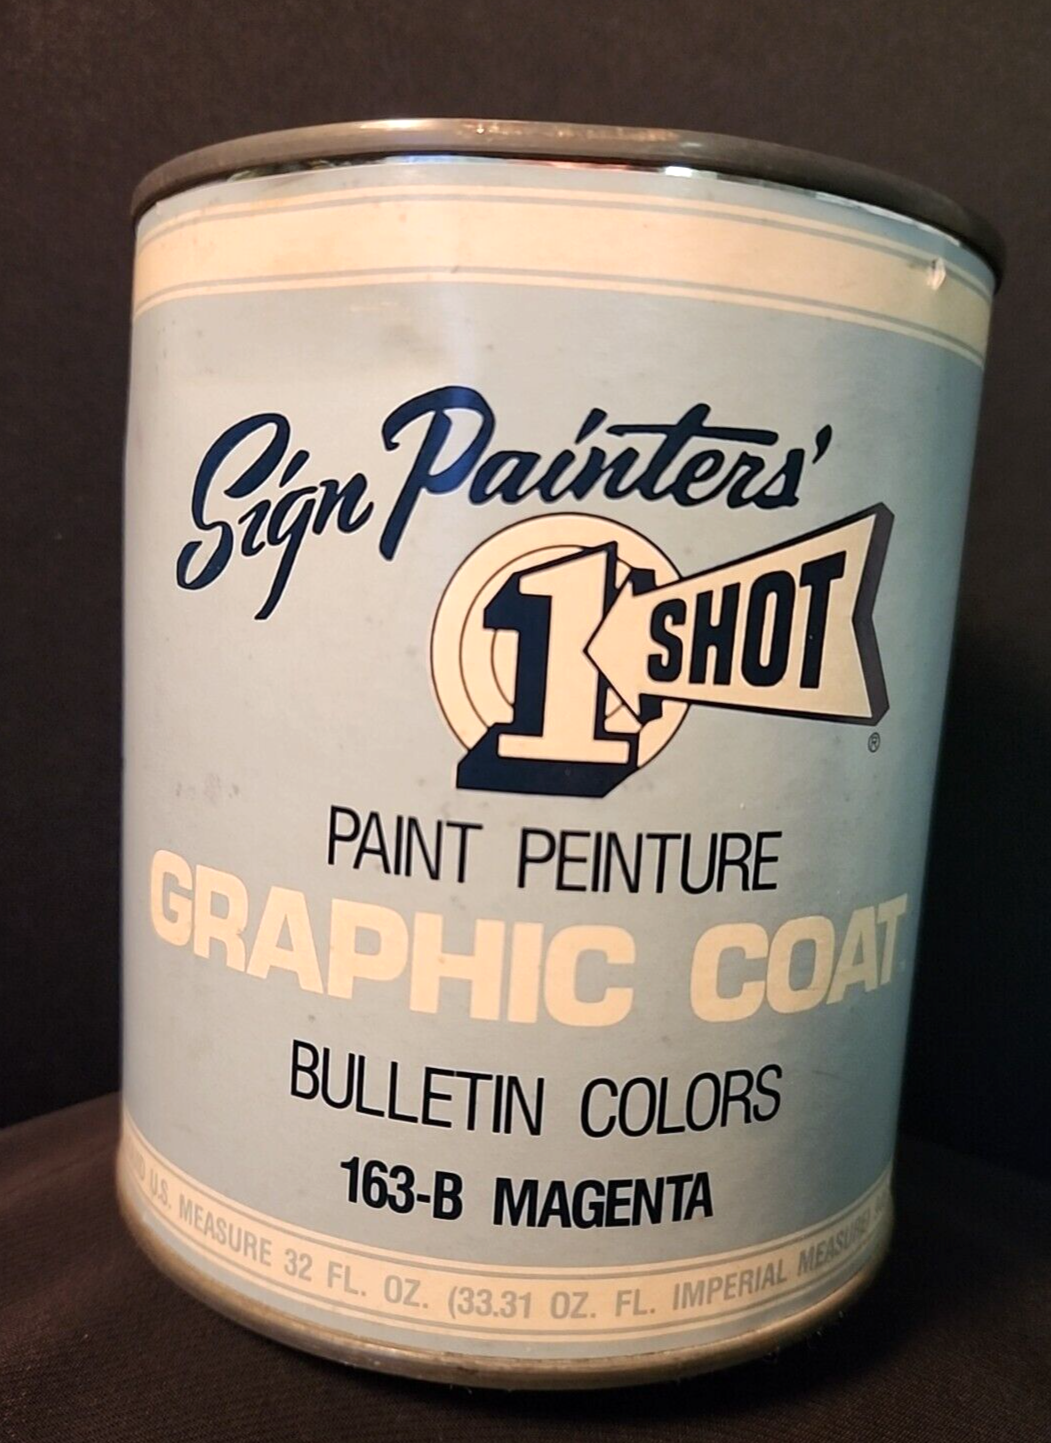 Sign Painters'
1 SHOT
®
PAINT PEINTURE
GRAPHIC COAT
BULLETIN COLORS
163-B MAGENTA
U.S. MEASURE 32 FL. OZ. (33.31 OZ. FL. IMPERIAL MEASURE)